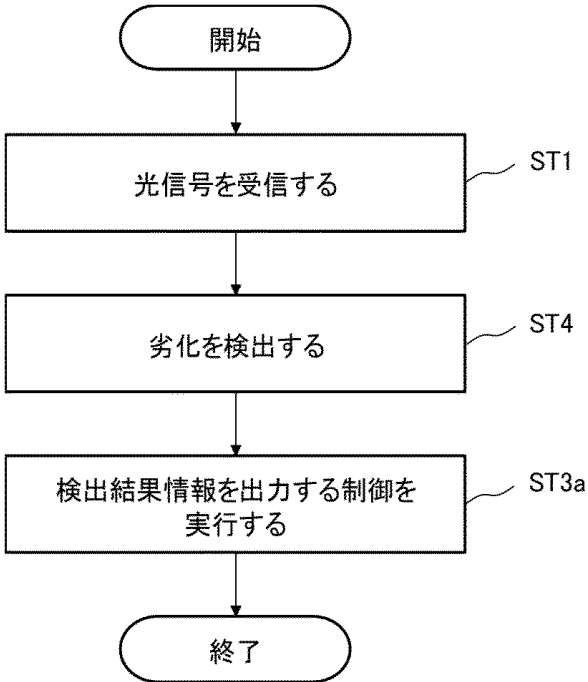 開始
光信号を受信する
ST1
劣化を検出する
ST4
検出結果情報を出力する制御を
実行する
ST3a
終了